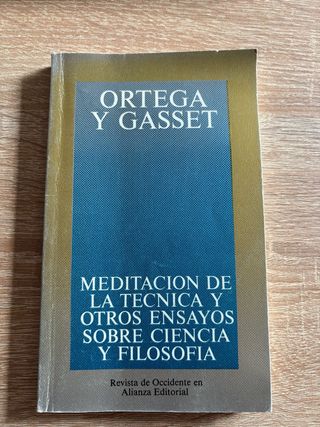 ORTEGA
Y GASSET
MEDITACION DE
LA TECNICA Y
OTROS ENSAYOS
SOBRE CIENCIA
Y FILOSOFIA
Revista de Occidente en
Alianza Editorial